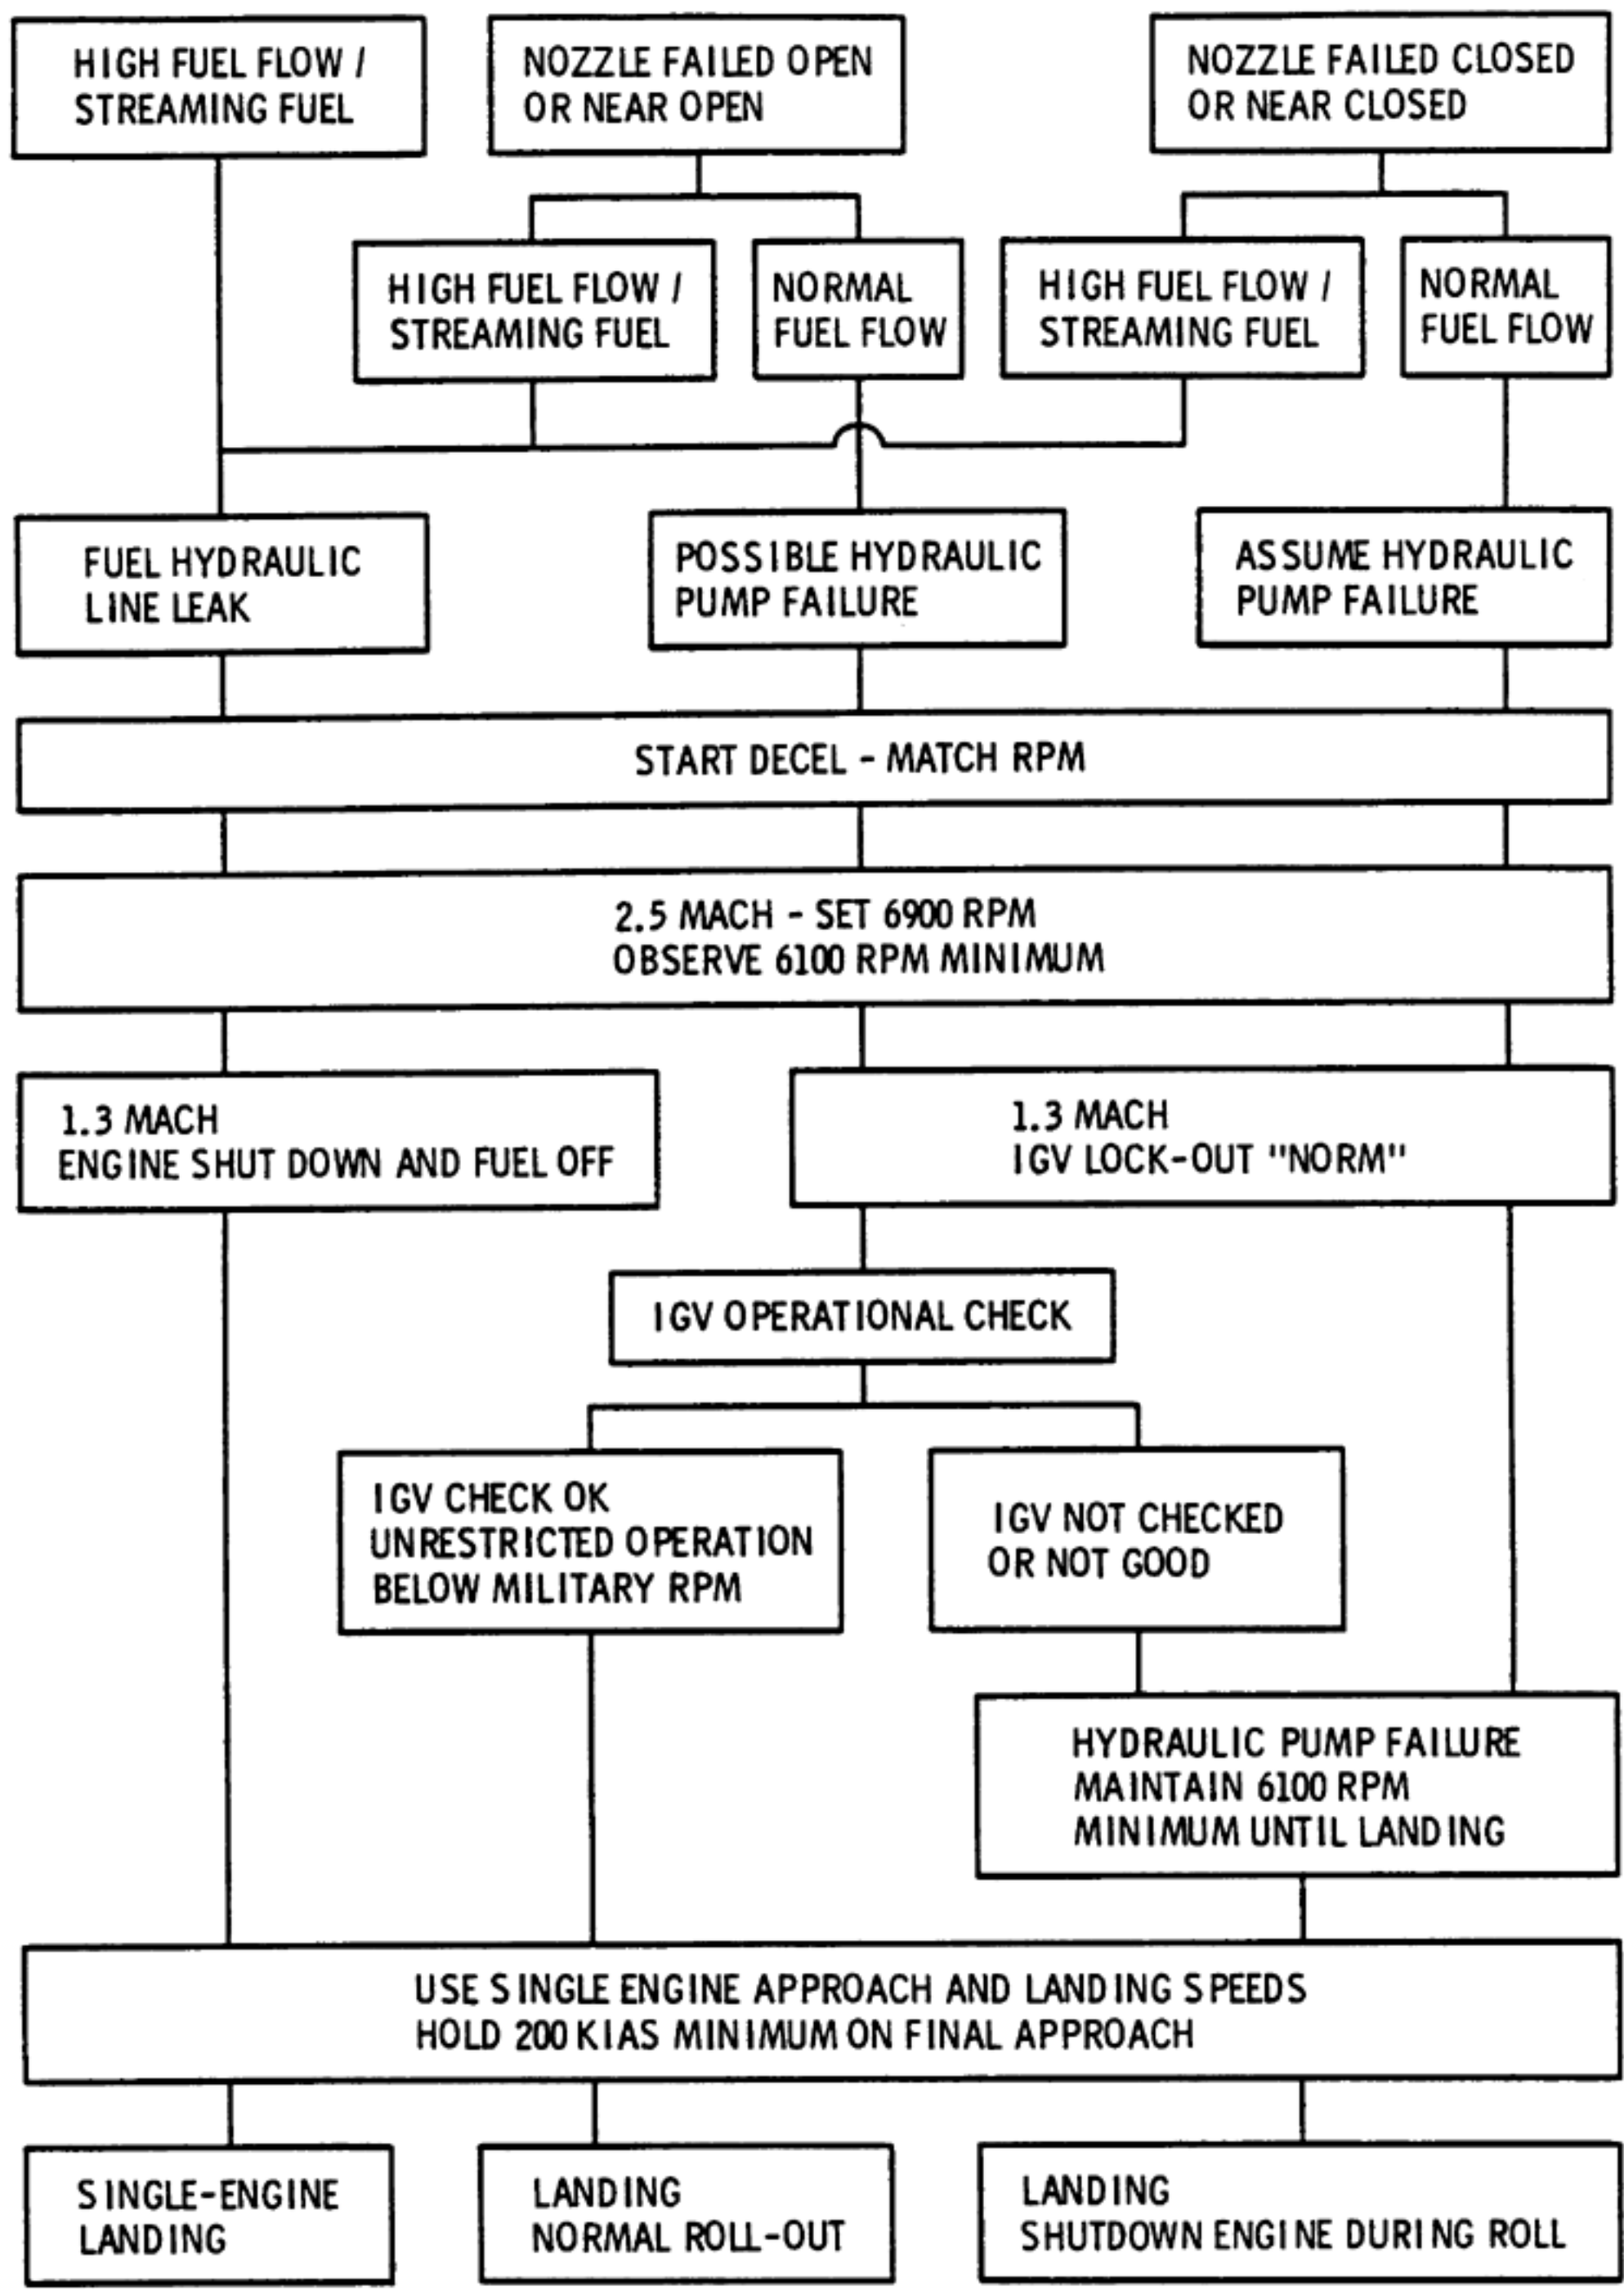 HIGH FUEL FLOW /
STREAMING FUEL
NOZZLE FAILED OPEN
OR NEAR OPEN
NOZZLE FAILED CLOSED
OR NEAR CLOSED
HIGH FUEL FLOW /
STREAMING FUEL
NORMAL
FUEL FLOW
HIGH FUEL FLOW /
STREAMING FUEL
NORMAL
FUEL FLOW
FUEL HYDRAULIC
LINE LEAK
POSSIBLE HYDRAULIC
PUMP FAILURE
ASSUME HYDRAULIC
PUMP FAILURE
START DECEL - MATCH RPM
2.5 MACH - SET 6900 RPM
OBSERVE 6100 RPM MINIMUM
1.3 MACH
ENGINE SHUT DOWN AND FUEL OFF
1.3 MACH
IGV LOCK-OUT "NORM"
IGV OPERATIONAL CHECK
IGV CHECK OK
UNRESTRICTED OPERATION
BELOW MILITARY RPM
IGV NOT CHECKED
OR NOT GOOD
HYDRAULIC PUMP FAILURE
MAINTAIN 6100 RPM
MINIMUM UNTIL LANDING
USE SINGLE ENGINE APPROACH AND LANDING SPEEDS
HOLD 200 KIAS MINIMUM ON FINAL APPROACH
SINGLE-ENGINE
LANDING
LANDING
NORMAL ROLL-OUT
LANDING
SHUTDOWN ENGINE DURING ROLL